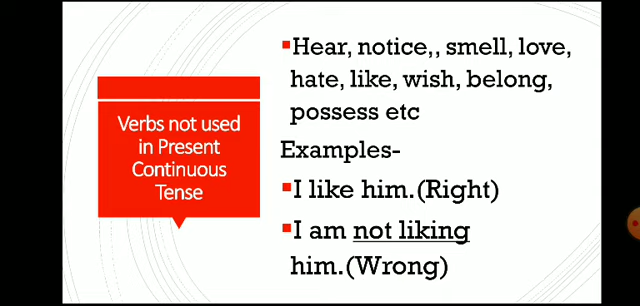 Verbs not used
in Present
Continuous
Tense
▪Hear, notice,, smell, love,
hate, like, wish, belong,
possess etc
Examples-
▪I like him.(Right)
▪I am not liking
him.(Wrong)